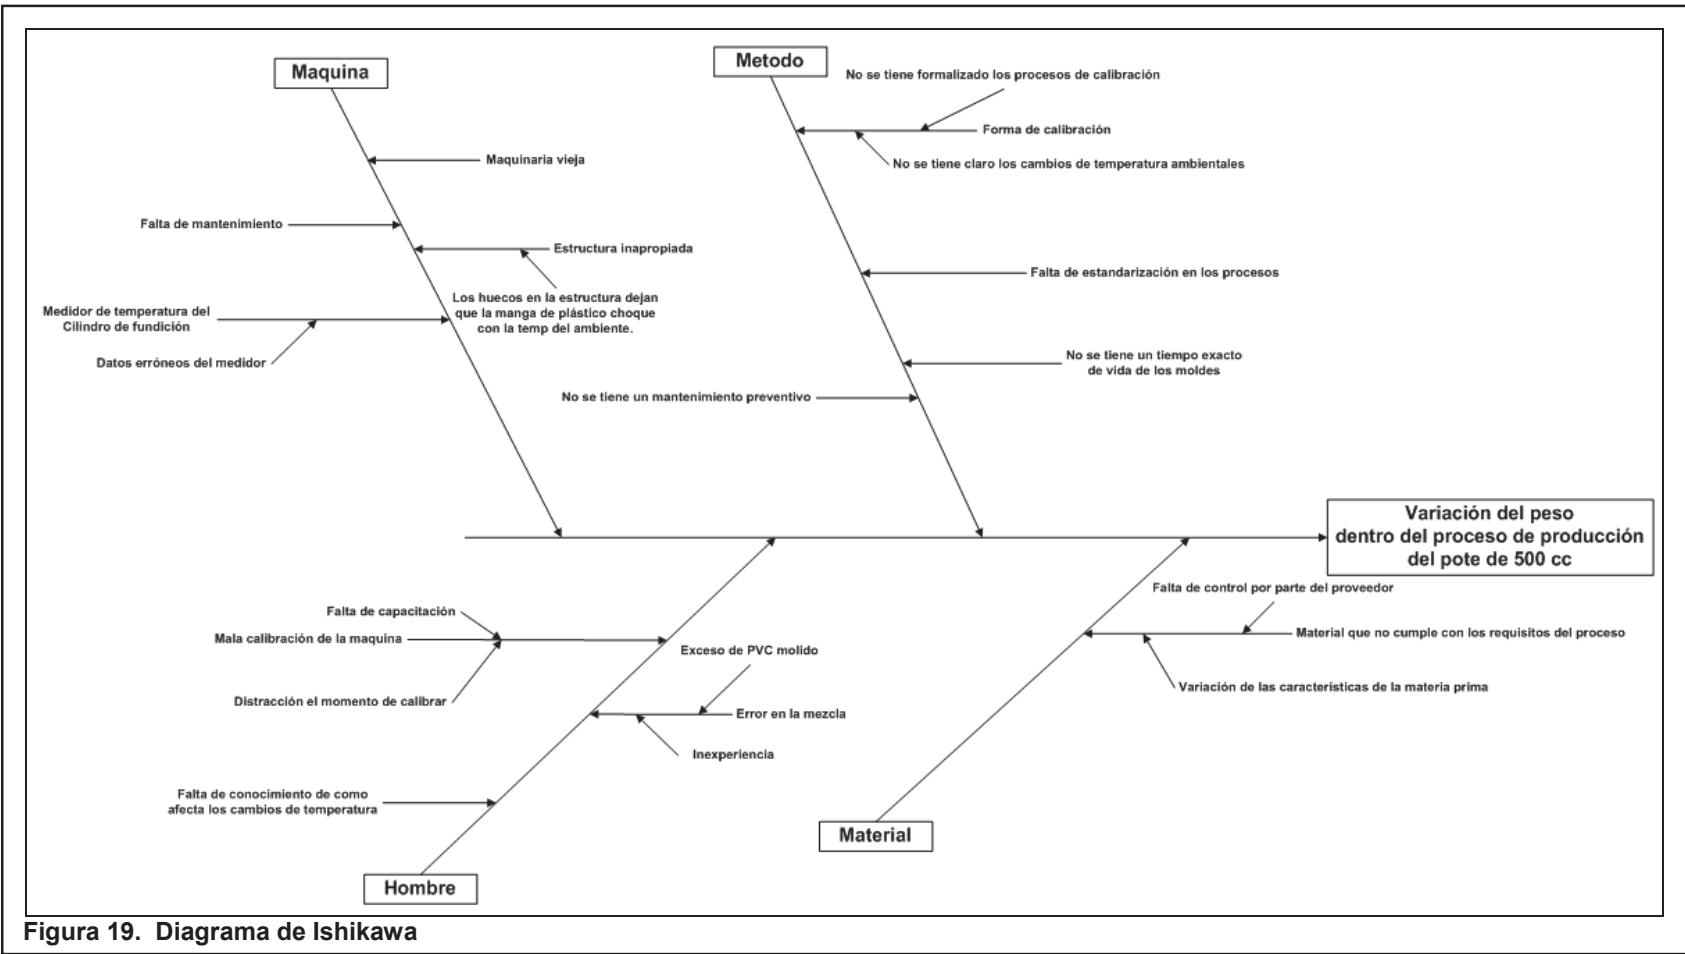 Maquina
Metodo
No se tiene formalizado los procesos de calibración
Forma de calibración
No se tiene claro los cambios de temperatura ambientales
Maquinaria vieja
Falta de mantenimiento
Estructura inapropiada
Los huecos en la estructura dejan
que la manga de plástico choque
con la temp del ambiente.
Medidor de temperatura del
Cilindro de fundición
Datos erróneos del medidor
Falta de estandarización en los procesos
No se tiene un tiempo exacto
de vida de los moldes
No se tiene un mantenimiento preventivo
Variación del peso
dentro del proceso de producción
del pote de 500 cc
Falta de capacitación
Mala calibración de la maquina
Distracción el momento de calibrar
Exceso de PVC molido
Error en la mezcla
Inexperiencia
Falta de conocimiento de como
afecta los cambios de temperatura
Hombre
Falta de control por parte del proveedor
Material que no cumple con los requisitos del proceso
Variación de las características de la materia prima
Material
Figura 19. Diagrama de Ishikawa